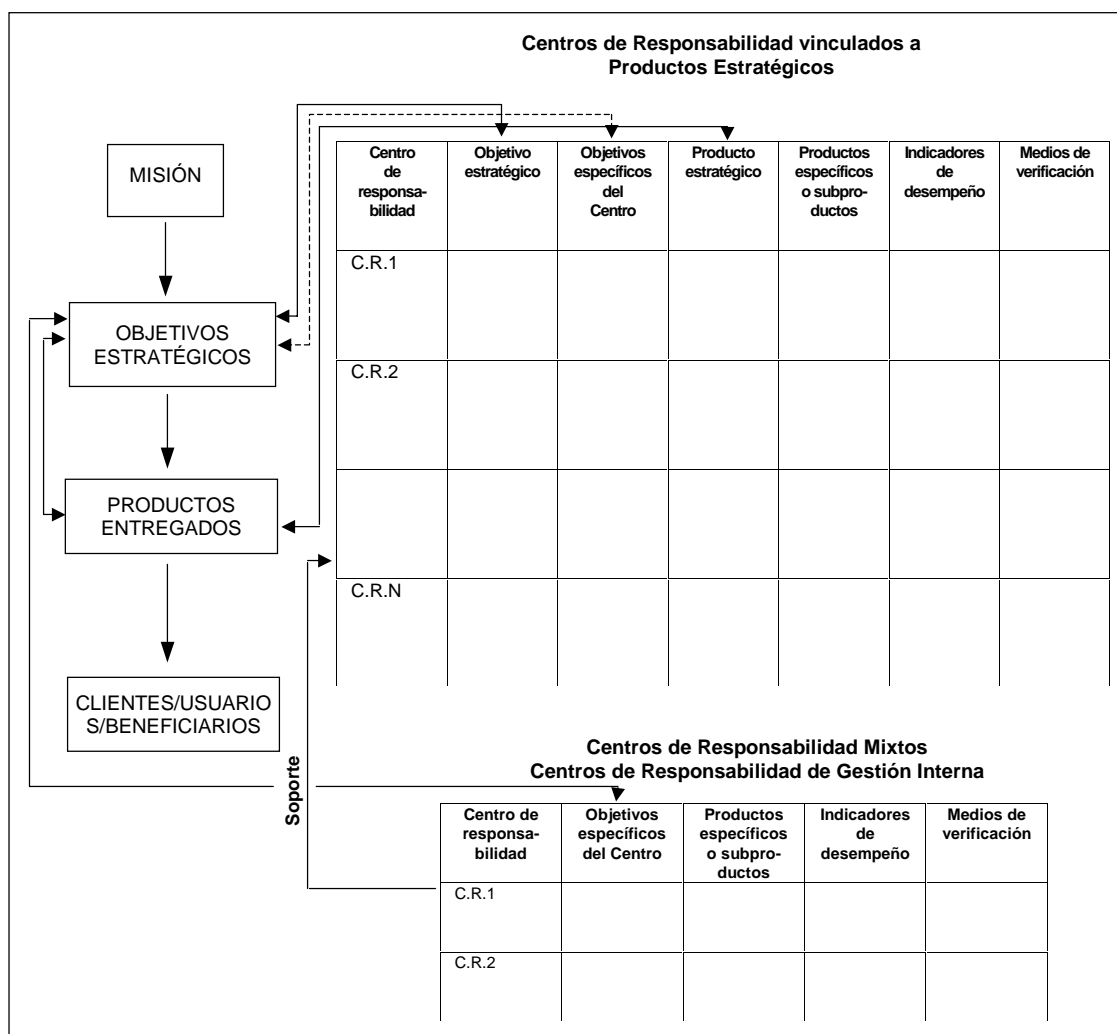 Centros de Responsabilidad vinculados a
Productos Estratégicos
MISIÓN
OBJETIVOS
ESTRATÉGICOS
PRODUCTOS
ENTREGADOS
CLIENTES/USUARIO
S/BENEFICIARIOS
Centro
de
responsa-
bilidad
Objetivo
estratégico
Objetivos
específicos
del
Centro
Producto
estratégico
Productos
específicos
o subpro-
ductos
Indicadores
de
desempeño
Medios de
verificación
C.R.1
C.R.2
C.R.N
Soporte
Centros de Responsabilidad Mixtos
Centros de Responsabilidad de Gestión Interna
Centro de
responsa-
bilidad
Objetivos
específicos
del Centro
Productos
específicos
o subpro-
ductos
Indicadores
de
desempeño
Medios de
verificación
C.R.1
C.R.2